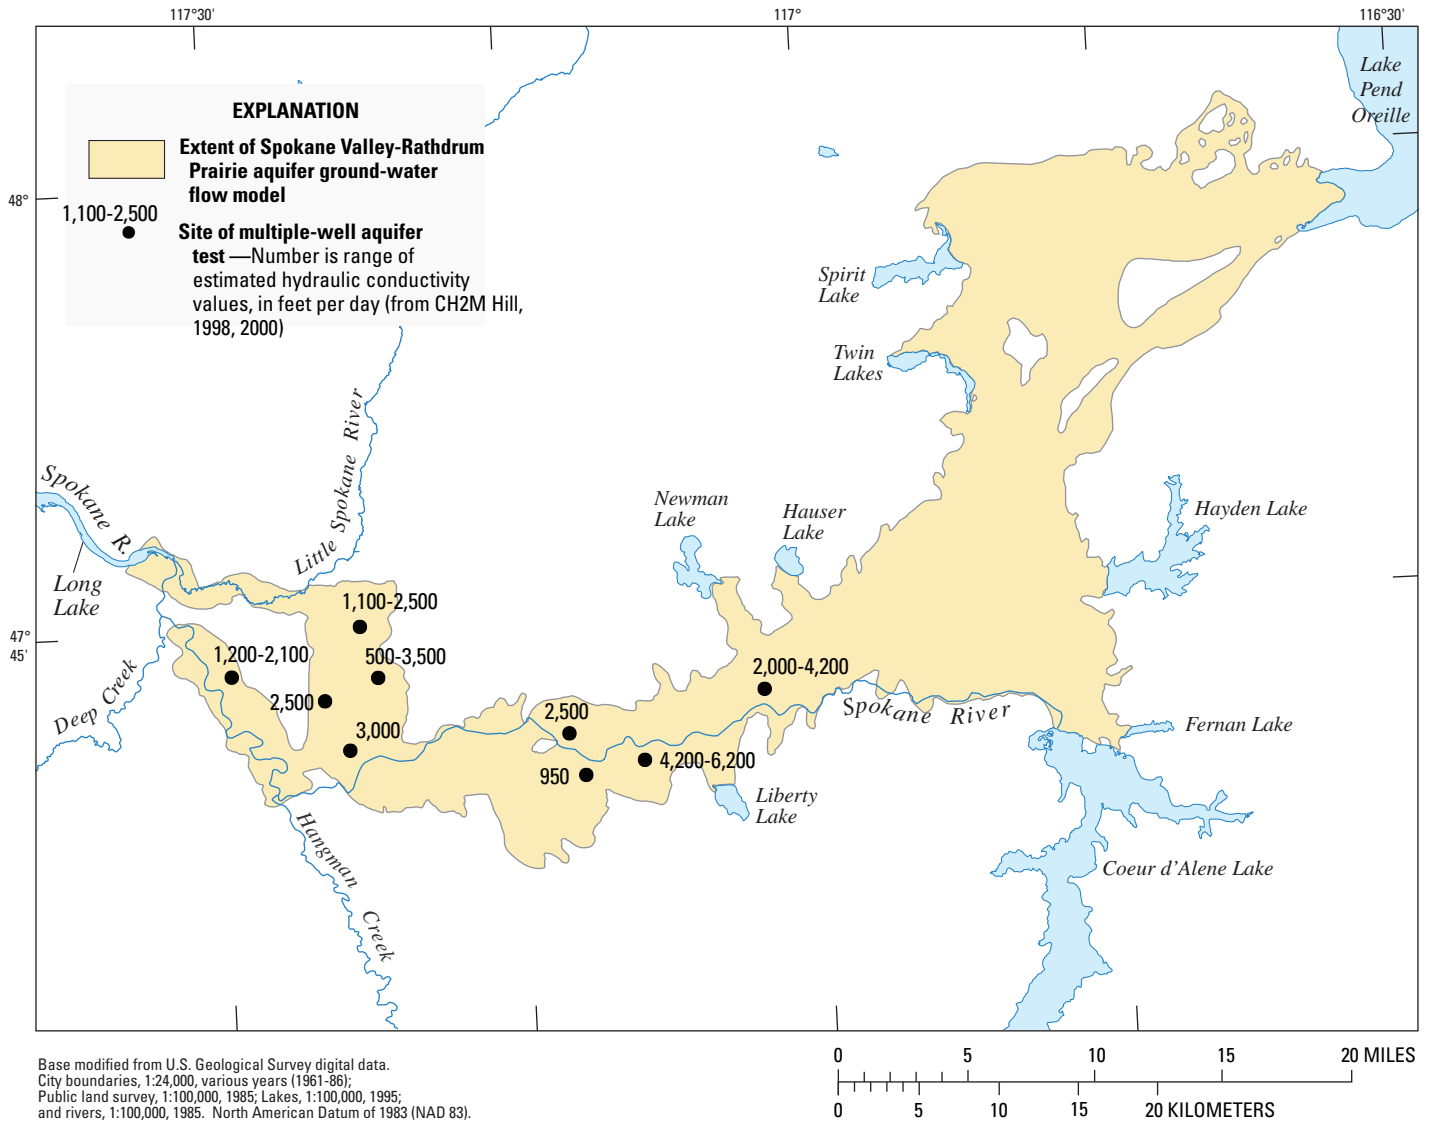 117°30'
117°
116°30'
Lake
Pend
Oreille
EXPLANATION
Extent of Spokane Valley-Rathdrum
Prairie aquifer ground-water
flow model
48°
1,100-2,500
Site of multiple-well aquifer
test —Number is range of
estimated hydraulic conductivity
values, in feet per day (from CH2M Hill,
1998, 2000)
Spirit
Lake
Twin
Lakes
Little Spokane River
Spokane R.
Newman
Lake
Hauser
Lake
Hayden Lake
Long
Lake
1,100-2,500
47°
45'
1,200-2,100
500-3,500
2,000-4,200
2,500
Deep Creek
2,500
Spokane River
3,000
Fernan Lake
4,200-6,200
950
Liberty
Lake
Hangman Creek
Coeur d'Alene Lake
Base modified from U.S. Geological Survey digital data.
City boundaries, 1:24,000, various years (1961-86);
Public land survey, 1:100,000, 1985; Lakes, 1:100,000, 1995;
and rivers, 1:100,000, 1985. North American Datum of 1983 (NAD 83).
0 5 10 15 20 MILES
0 5 10 15 20 KILOMETERS